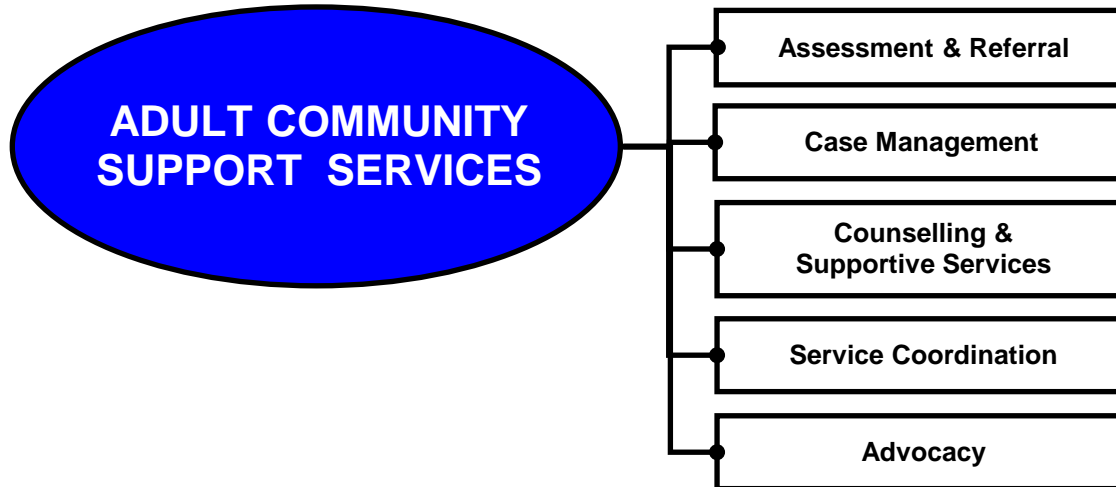 ADULT COMMUNITY
SUPPORT SERVICES
Assessment & Referral
Case Management
Counselling &
Supportive Services
Service Coordination
Advocacy